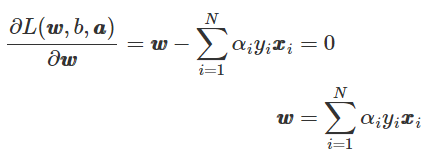 ∂L(𝒘, b, 𝒂)/∂𝒘 = 𝒘 − ∑_{i=1}^{N} α_i y_i 𝒙_i = 0
𝒘 = ∑_{i=1}^{N} α_i y_i 𝒙_i